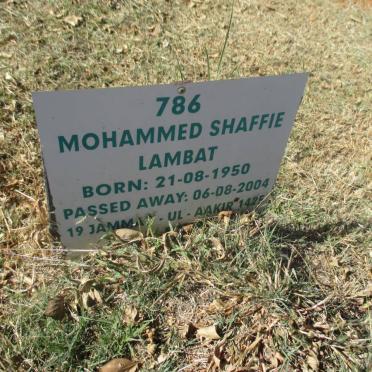 786
MOHAMMED SHAFFIE
LAMBAT
BORN: 21-08-1950
PASSED AWAY: 06-08-2004
19 - UL - AAKIR